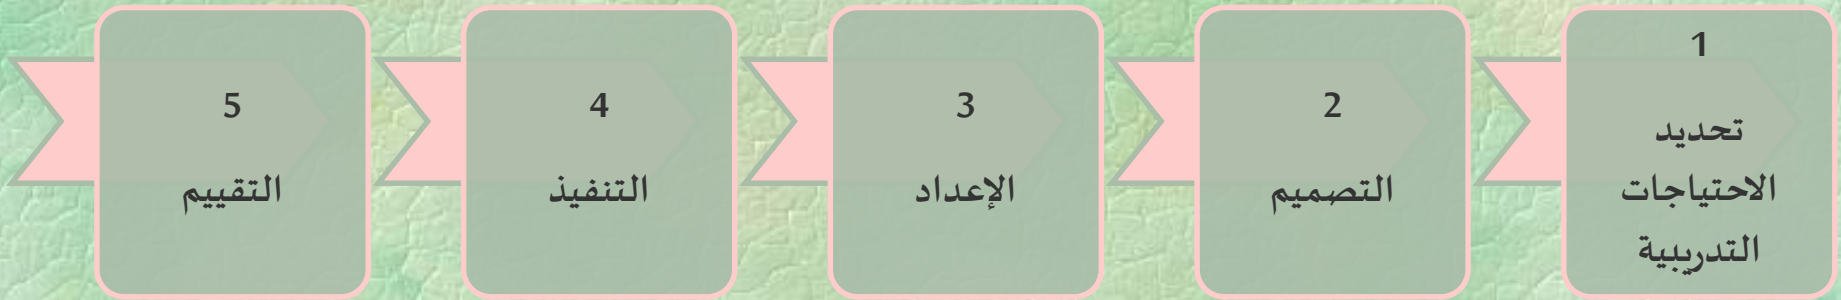 1
تحديد
الاحتياجات
التدريبية
2
التصميم
3
الإعداد
4
التنفيذ
5
التقييم